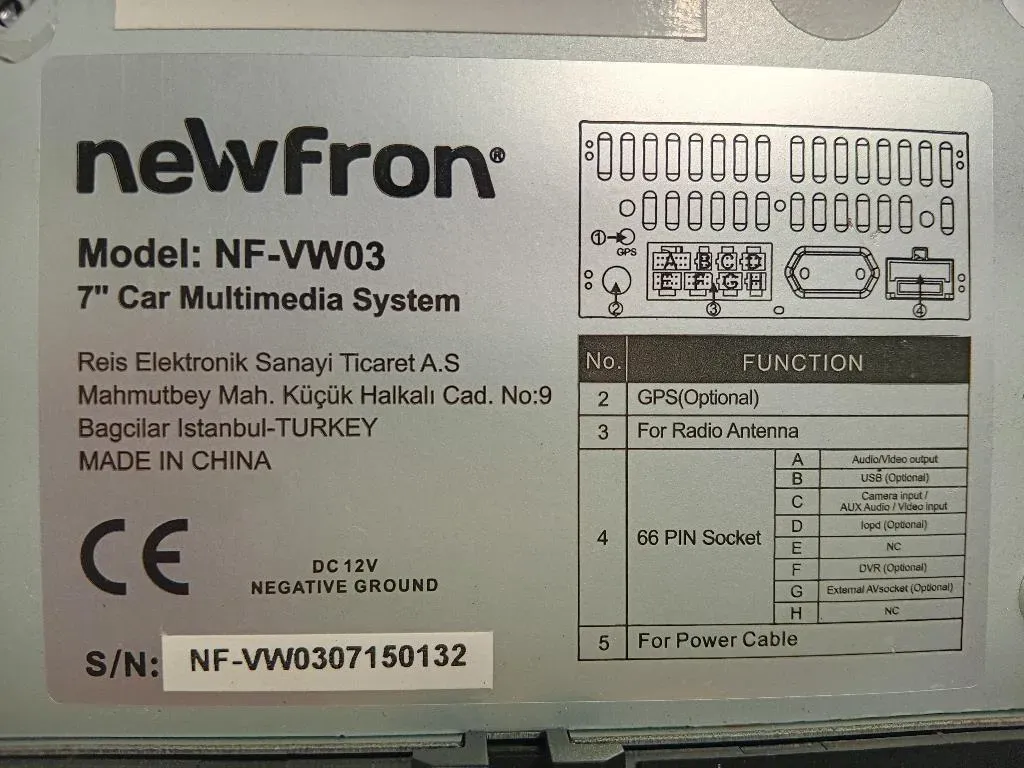 newfron®
Model: NF-VW03
7" Car Multimedia System
Reis Elektronik Sanayi Ticaret A.S
Mahmutbey Mah. Küçük Halkalı Cad. No:9
Bagcilar Istanbul-TURKEY
MADE IN CHINA
CE
DC 12V
NEGATIVE GROUND
S/N: NF-VW0307150132
① GPS
A B C D
E F G H
② ③ ④
No. FUNCTION
2 GPS(Optional)
3 For Radio Antenna
4 66 PIN Socket
A Audio/Video output
B USB (Optional)
C Camera input /
AUX Audio / Video input
D Iopd (Optional)
E NC
F DVR (Optional)
G External AVsocket (Optional)
H NC
5 For Power Cable